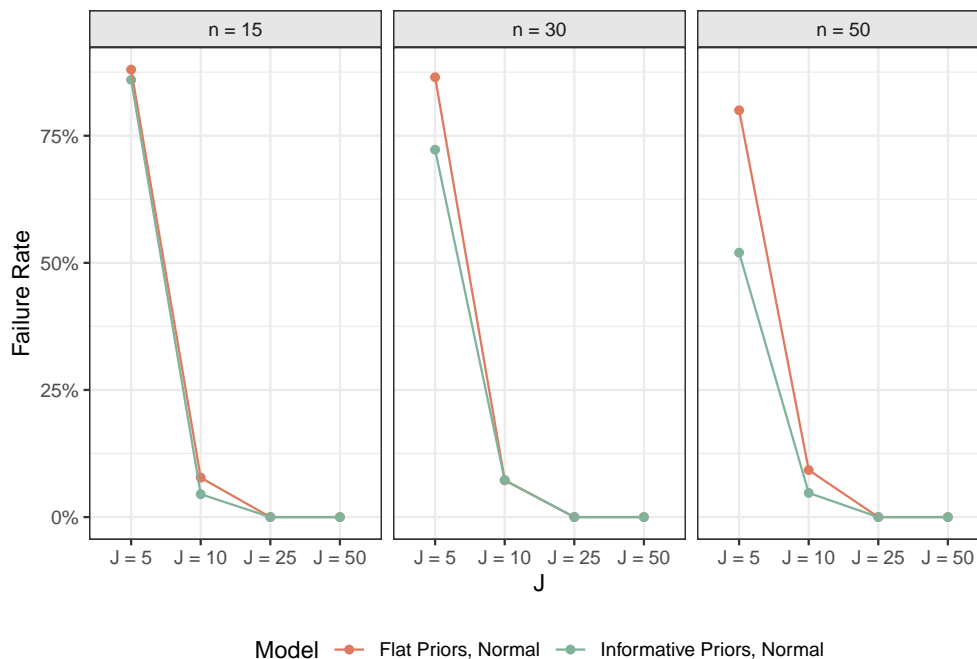 n = 15
n = 30
n = 50
Failure Rate
75%
50%
25%
0%
J = 5 J = 10 J = 25 J = 50
J = 5 J = 10 J = 25 J = 50
J = 5 J = 10 J = 25 J = 50
J
Model Flat Priors, Normal Informative Priors, Normal